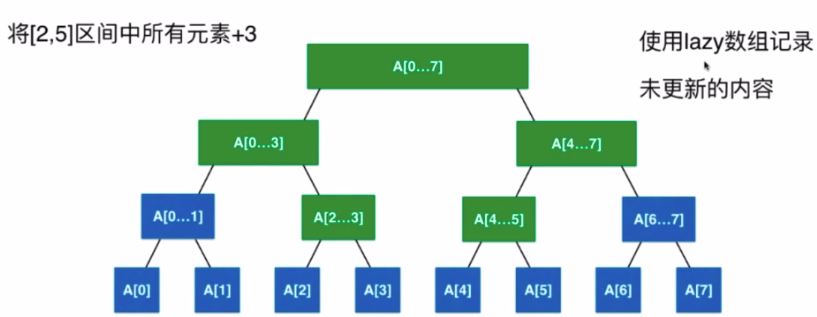 将[2,5]区间中所有元素+3
使用lazy数组记录
未更新的内容
A[0…7]
A[0…3] A[4…7]
A[0…1] A[2…3] A[4…5] A[6…7]
A[0] A[1] A[2] A[3] A[4] A[5] A[6] A[7]